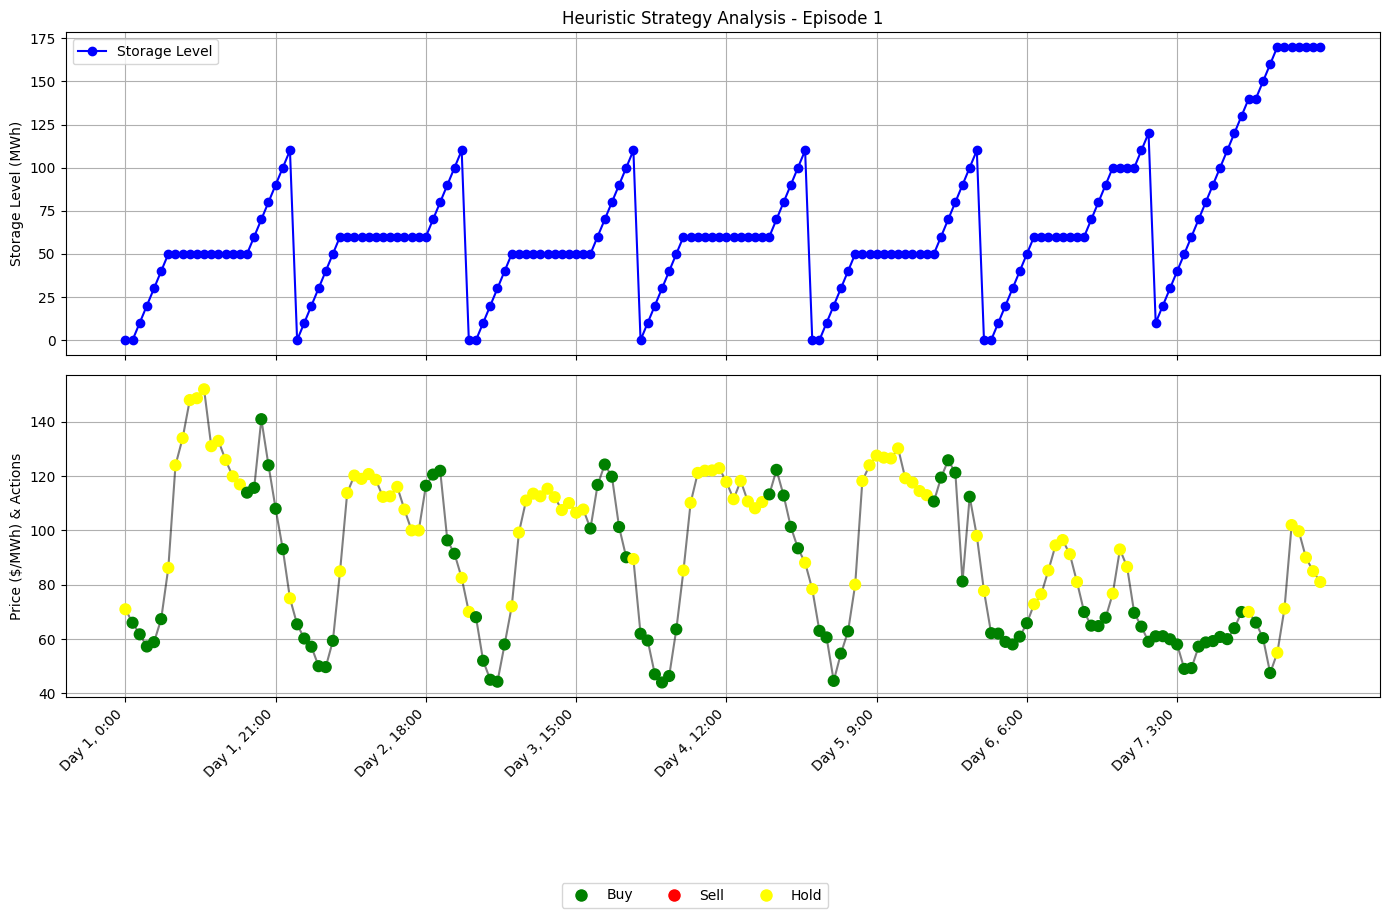 Heuristic Strategy Analysis - Episode 1
Storage Level
Storage Level (MWh)
175
150
125
100
75
50
25
0
Price ($/MWh) & Actions
140
120
100
80
60
40
Day 1, 0:00
Day 1, 21:00
Day 2, 18:00
Day 3, 15:00
Day 4, 12:00
Day 5, 9:00
Day 6, 6:00
Day 7, 3:00
Buy Sell Hold